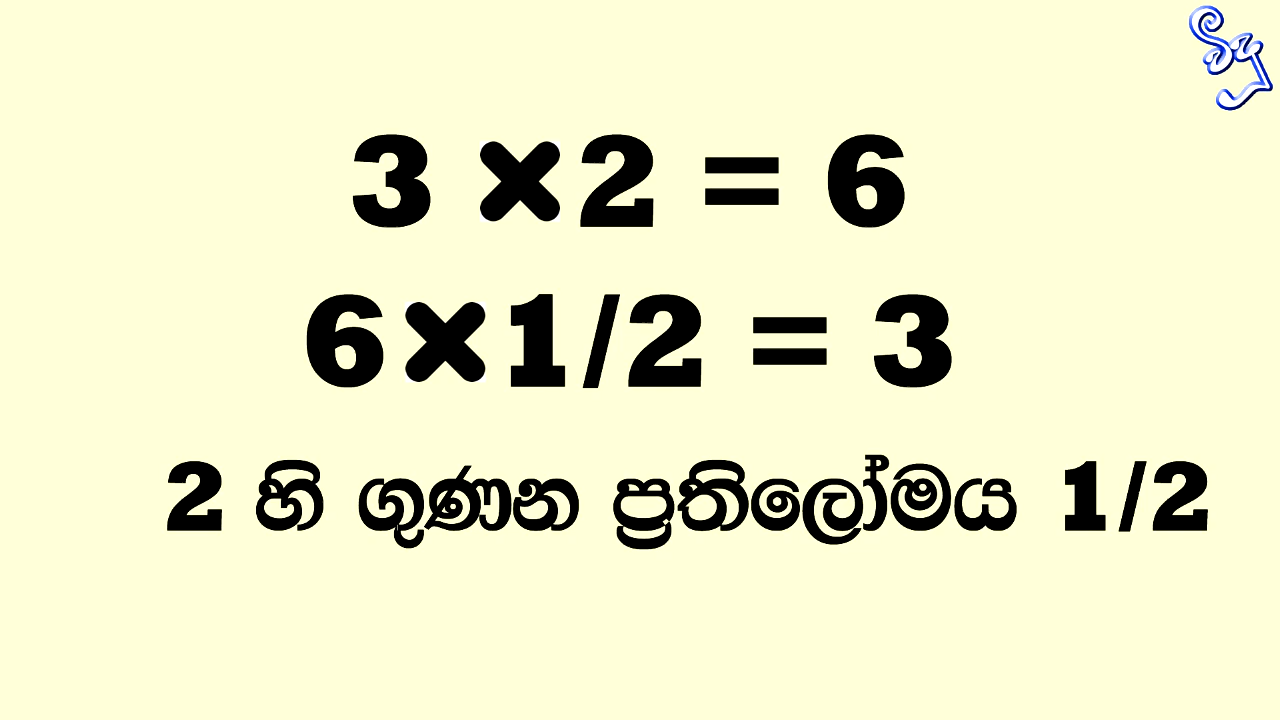 3 ×2 = 6
6×1/2 = 3
2 හි ගුණන ප්‍රතිලෝමය 1/2